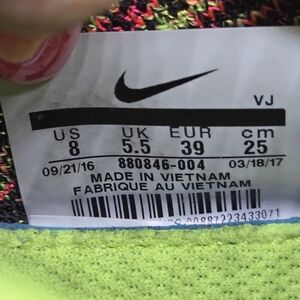 VJ
US UK EUR cm
8 5.5 39 25
09/21/16 880846-004 03/18/17
MADE IN VIETNAM
FABRIQUE AU VIETNAM
00887223433071